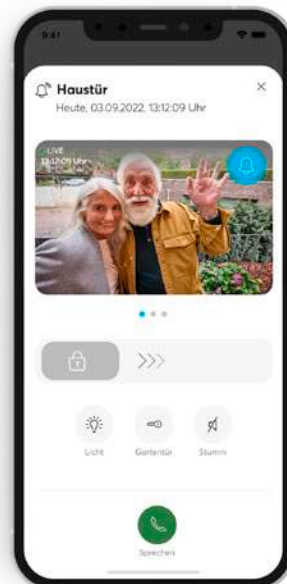 9:41
Haustür
Heute, 03.09.2022, 13:12:09 Uhr
LIVE
13:12:09 Uhr
Licht
Gartentür
Stumm
Sprechen